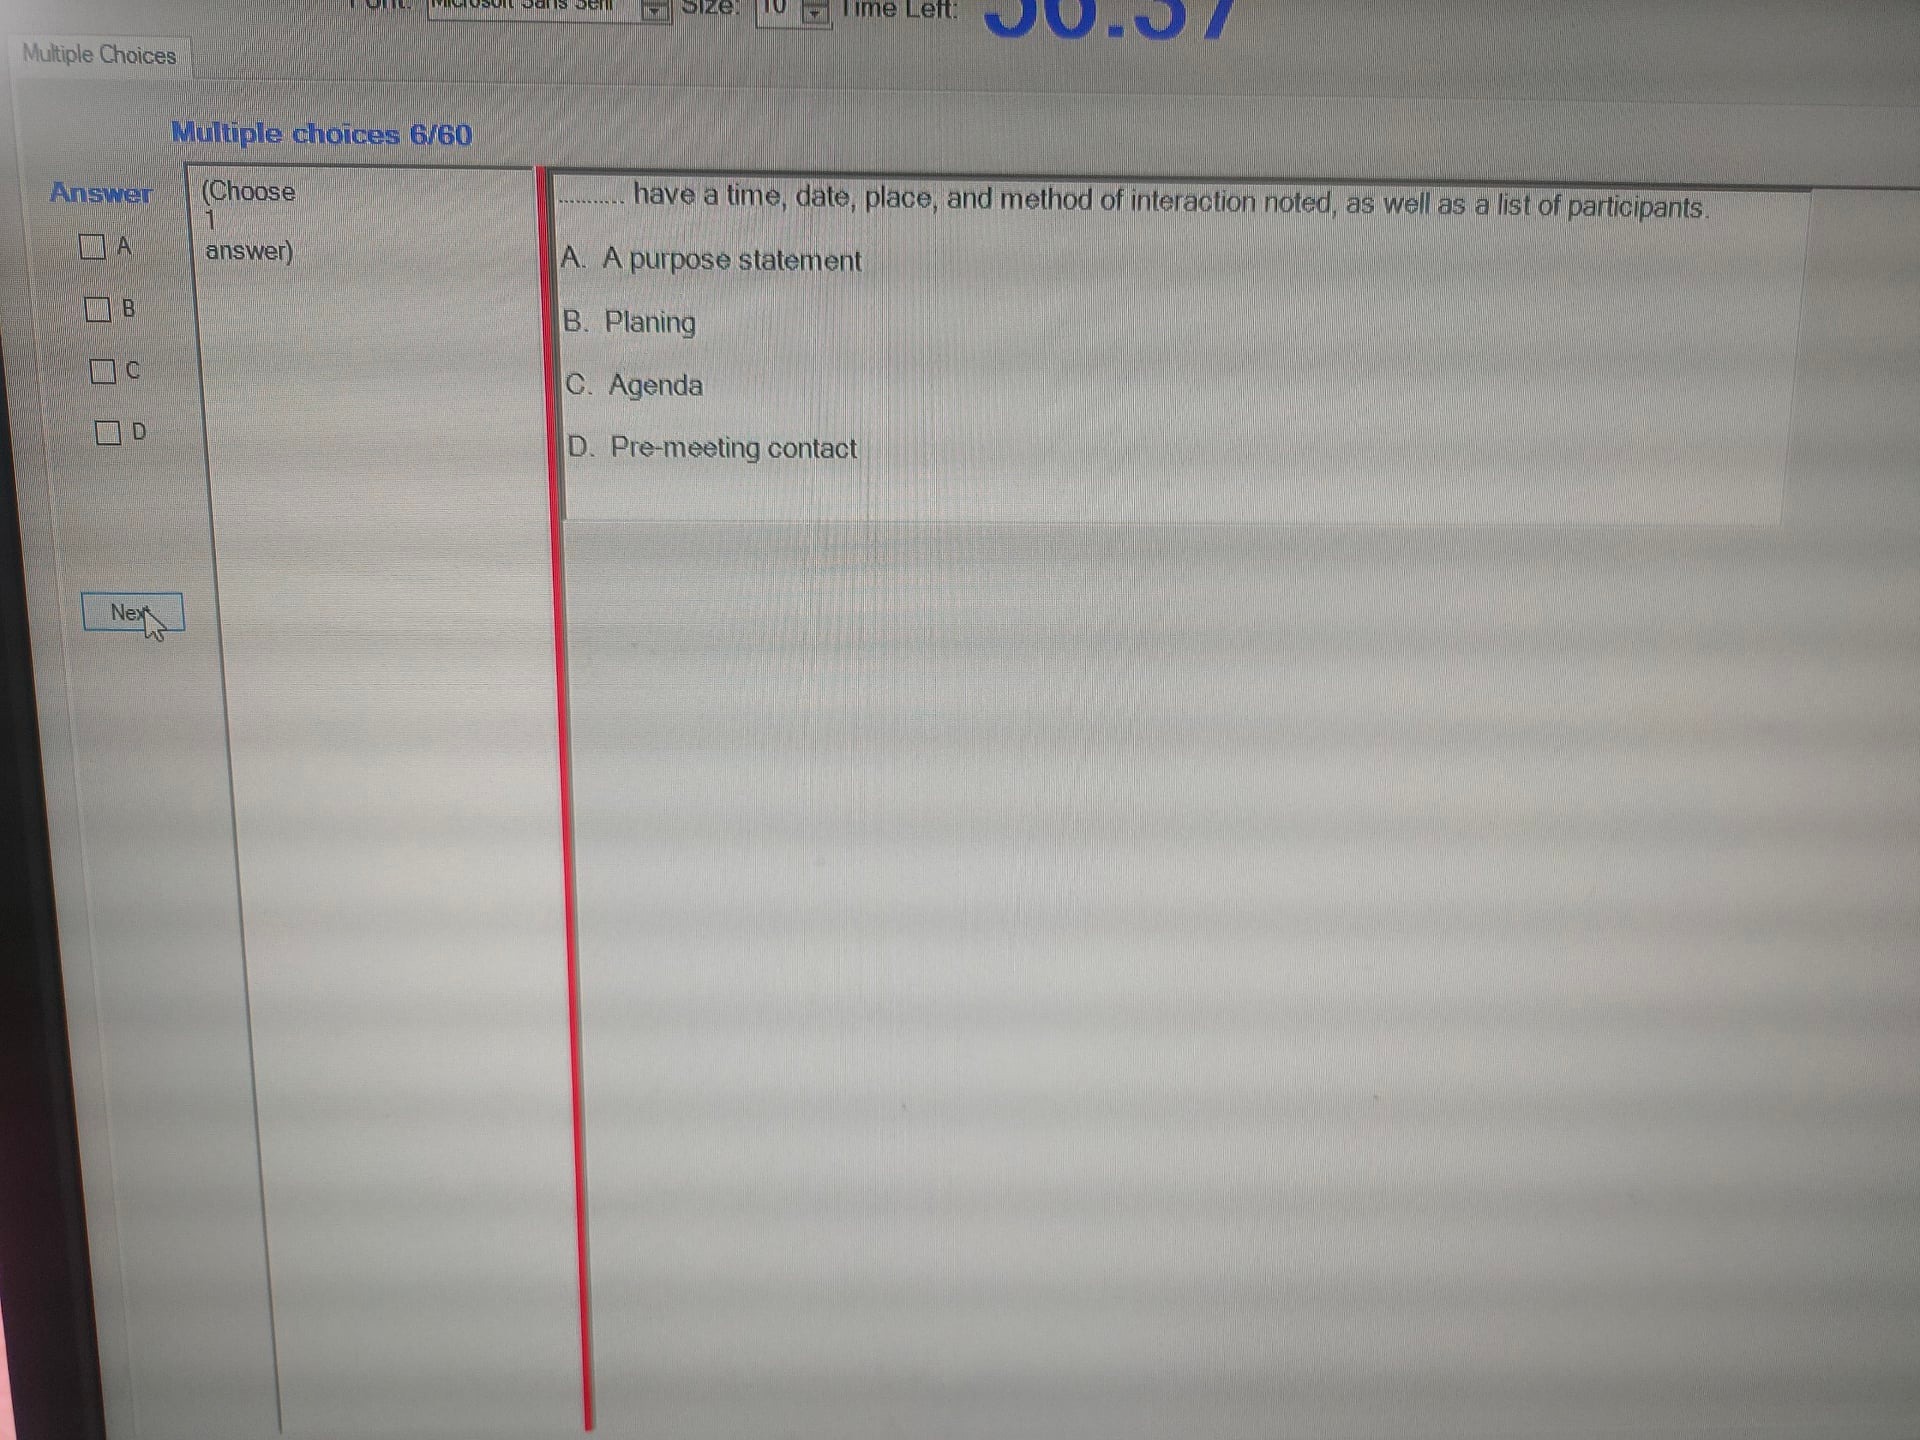 Font: Microsoft Sans Serif Size: 10 Time Left:
Multiple Choices
Multiple choices 6/60
Answer
A
B
C
D
Next
(Choose
1
answer)
........... have a time, date, place, and method of interaction noted, as well as a list of participants.
A. A purpose statement
B. Planing
C. Agenda
D. Pre-meeting contact